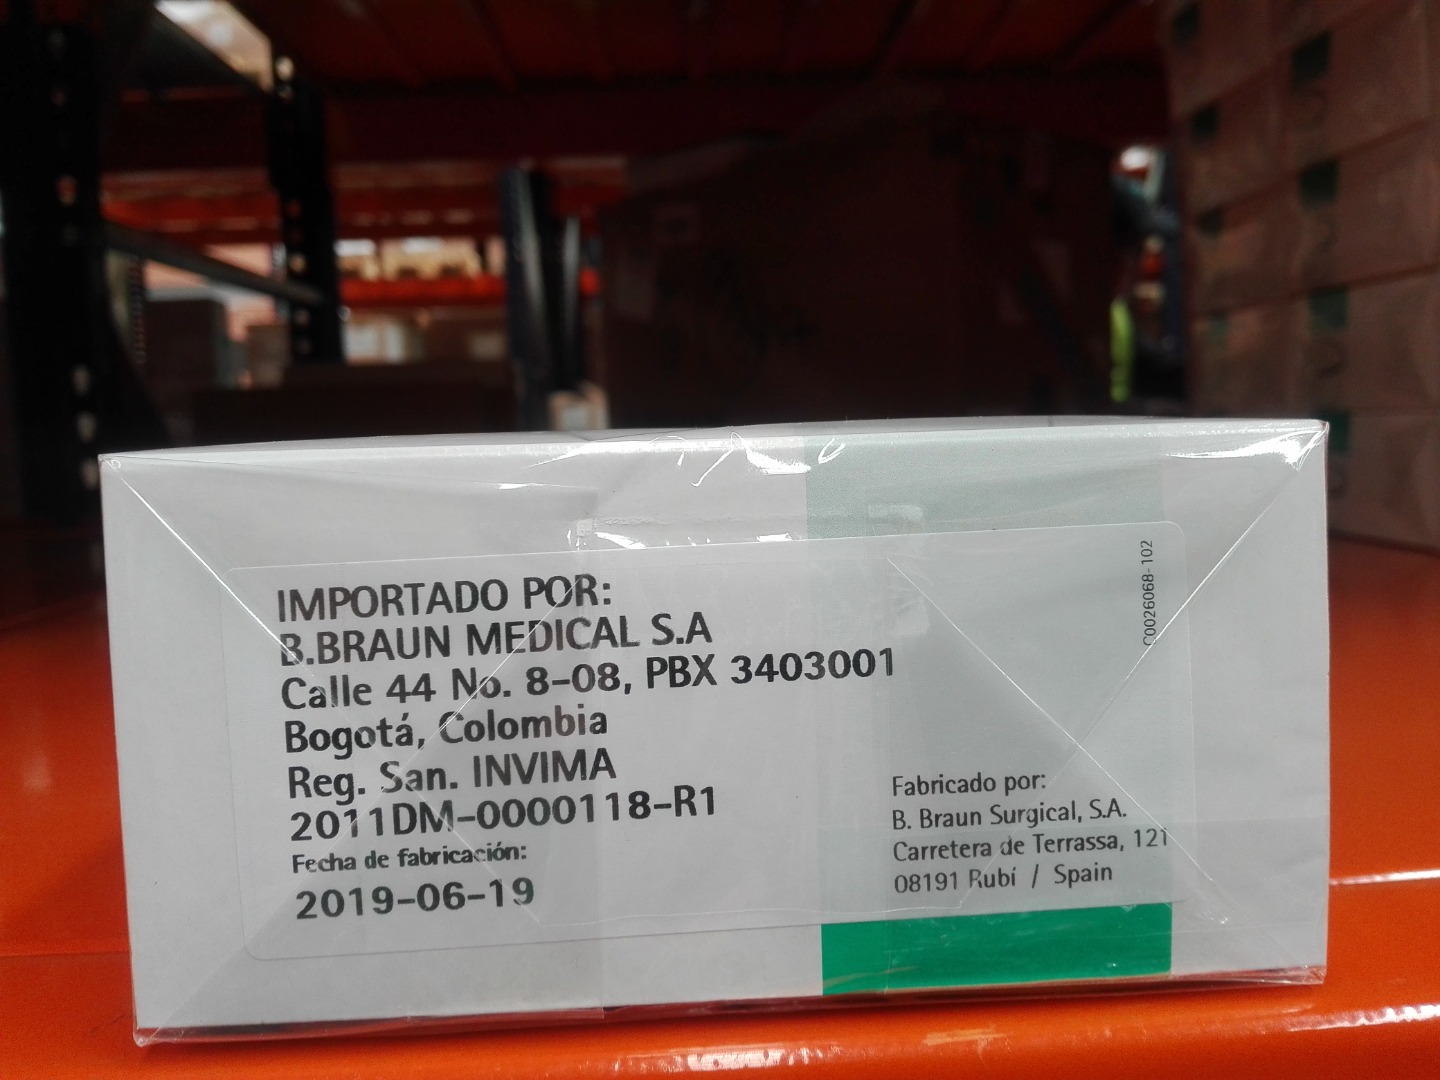 IMPORTADO POR:
B.BRAUN MEDICAL S.A
Calle 44 No. 8-08, PBX 3403001
Bogotá, Colombia
Reg. San. INVIMA
2011DM-0000118-R1
Fecha de fabricación:
2019-06-19
Fabricado por:
B. Braun Surgical, S.A.
Carretera de Terrassa, 121
08191 Rubí / Spain
C0026068-102